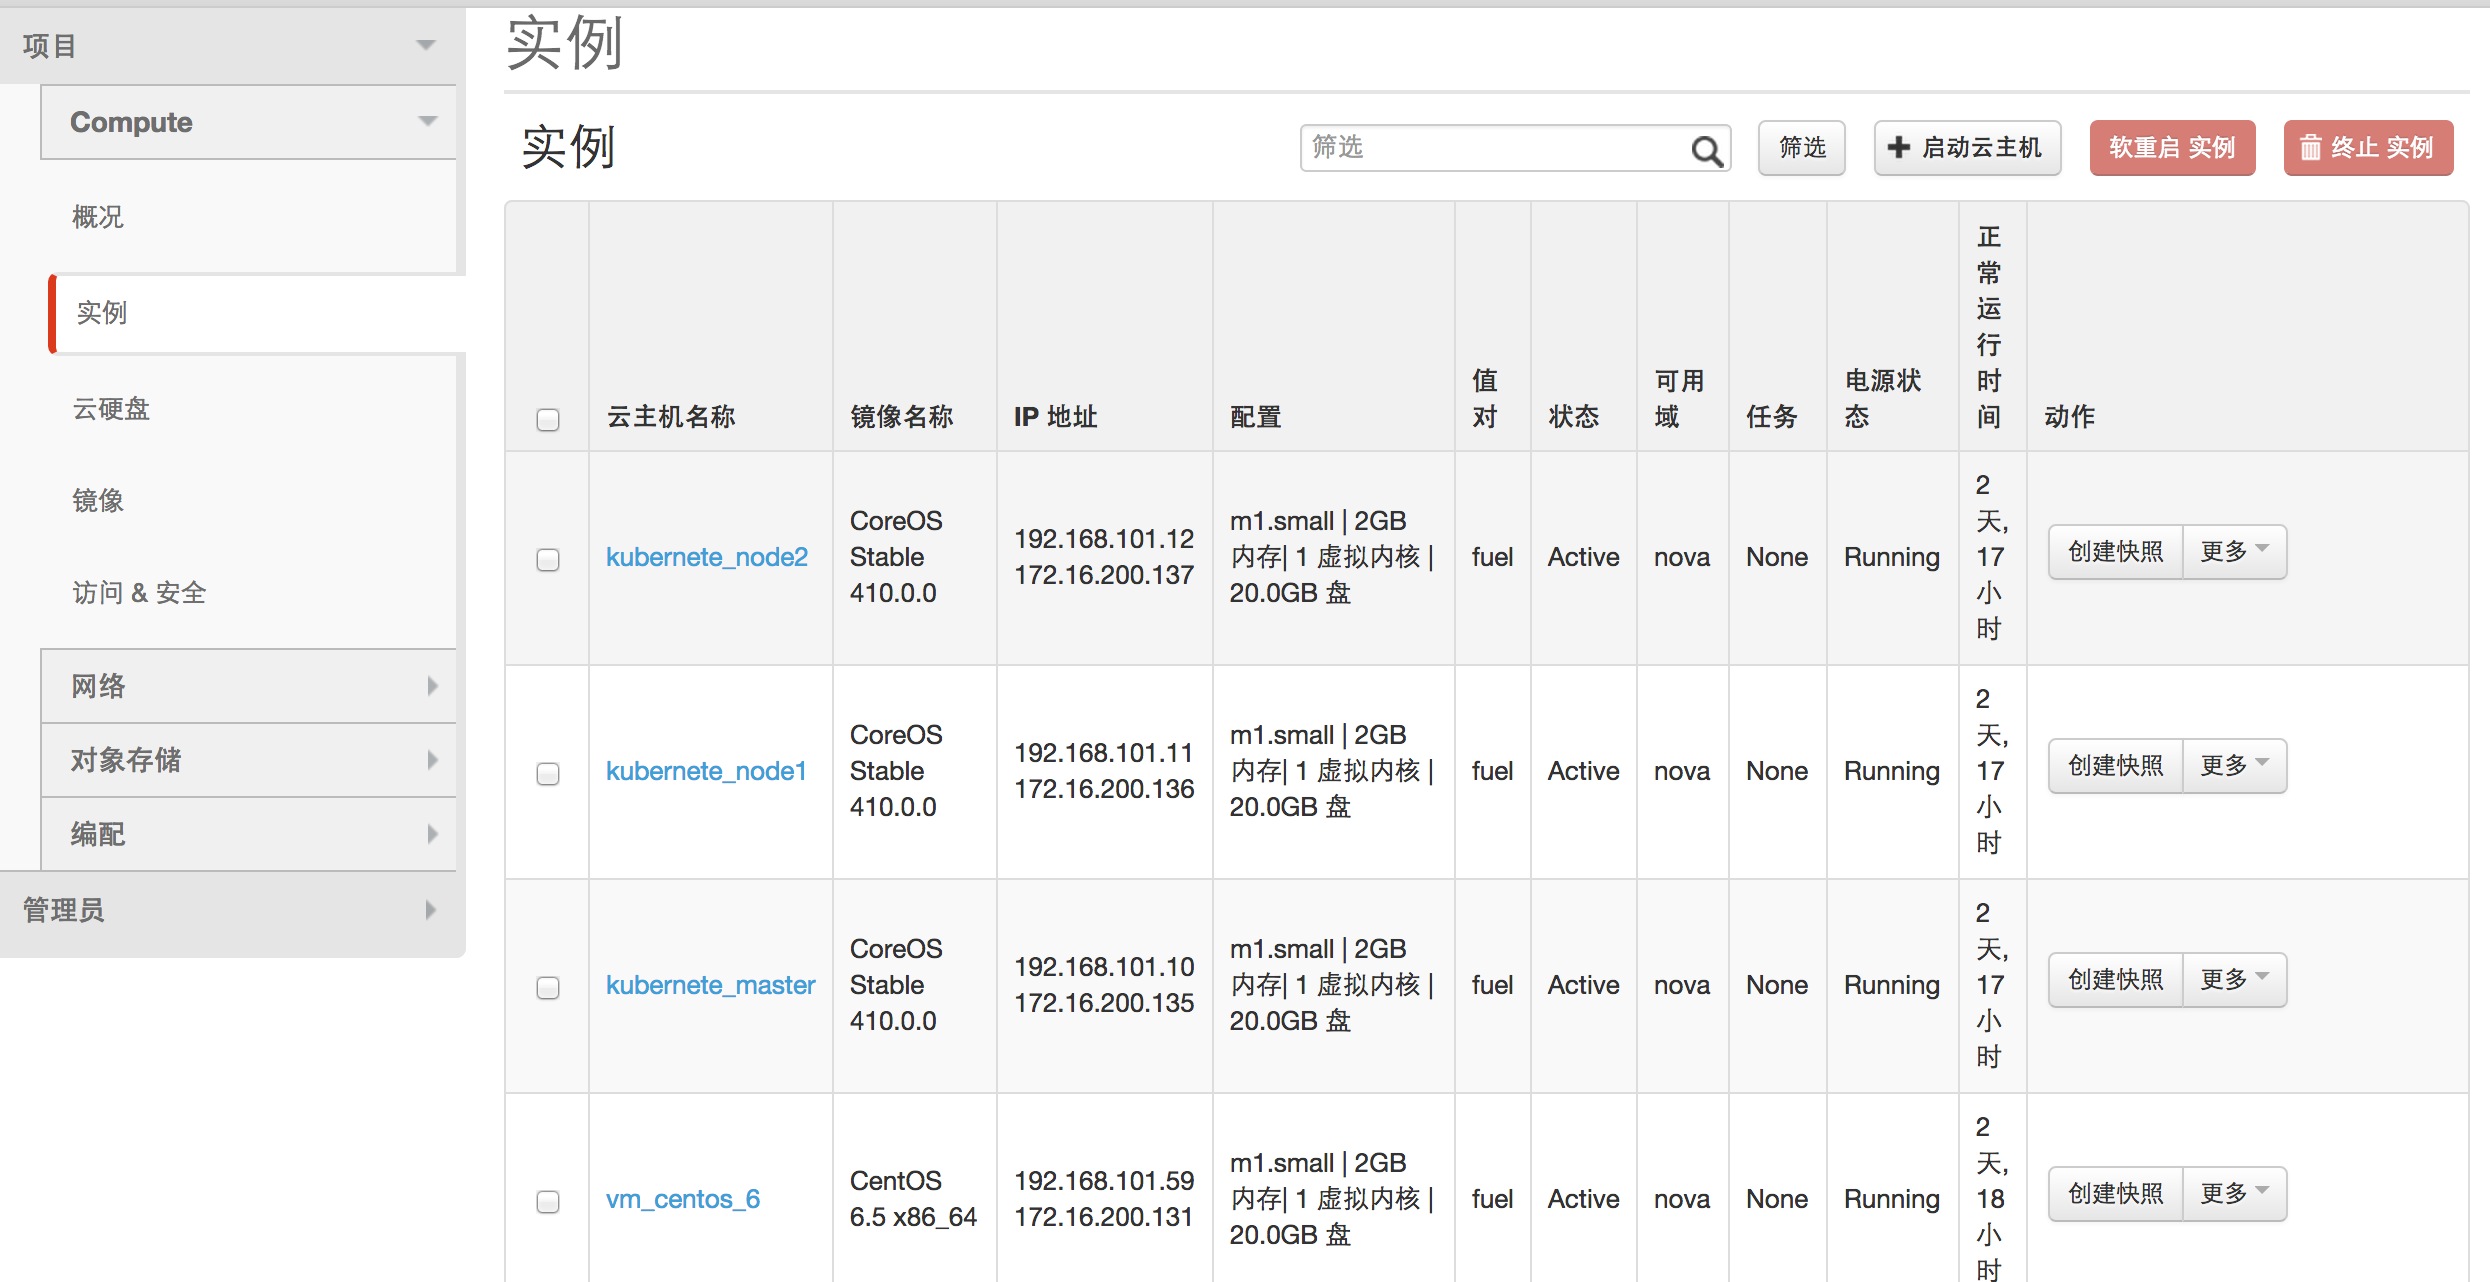 项目
Compute
概况
实例
云硬盘
镜像
访问 & 安全
网络
对象存储
编配
管理员
实例
实例
筛选
筛选
启动云主机
软重启 实例
终止 实例
云主机名称
镜像名称
IP 地址
配置
值
对
状态
可用
域
任务
电源状
态
正
常
运
行
时
间
动作
kubernete_node2
CoreOS
Stable
410.0.0
192.168.101.12
172.16.200.137
m1.small | 2GB
内存| 1 虚拟内核 |
20.0GB 盘
fuel
Active
nova
None
Running
2
天,
17
小
时
创建快照
更多
kubernete_node1
CoreOS
Stable
410.0.0
192.168.101.11
172.16.200.136
m1.small | 2GB
内存| 1 虚拟内核 |
20.0GB 盘
fuel
Active
nova
None
Running
2
天,
17
小
时
创建快照
更多
kubernete_master
CoreOS
Stable
410.0.0
192.168.101.10
172.16.200.135
m1.small | 2GB
内存| 1 虚拟内核 |
20.0GB 盘
fuel
Active
nova
None
Running
2
天,
17
小
时
创建快照
更多
vm_centos_6
CentOS
6.5 x86_64
192.168.101.59
172.16.200.131
m1.small | 2GB
内存| 1 虚拟内核 |
20.0GB 盘
fuel
Active
nova
None
Running
2
天,
18
小
时
创建快照
更多